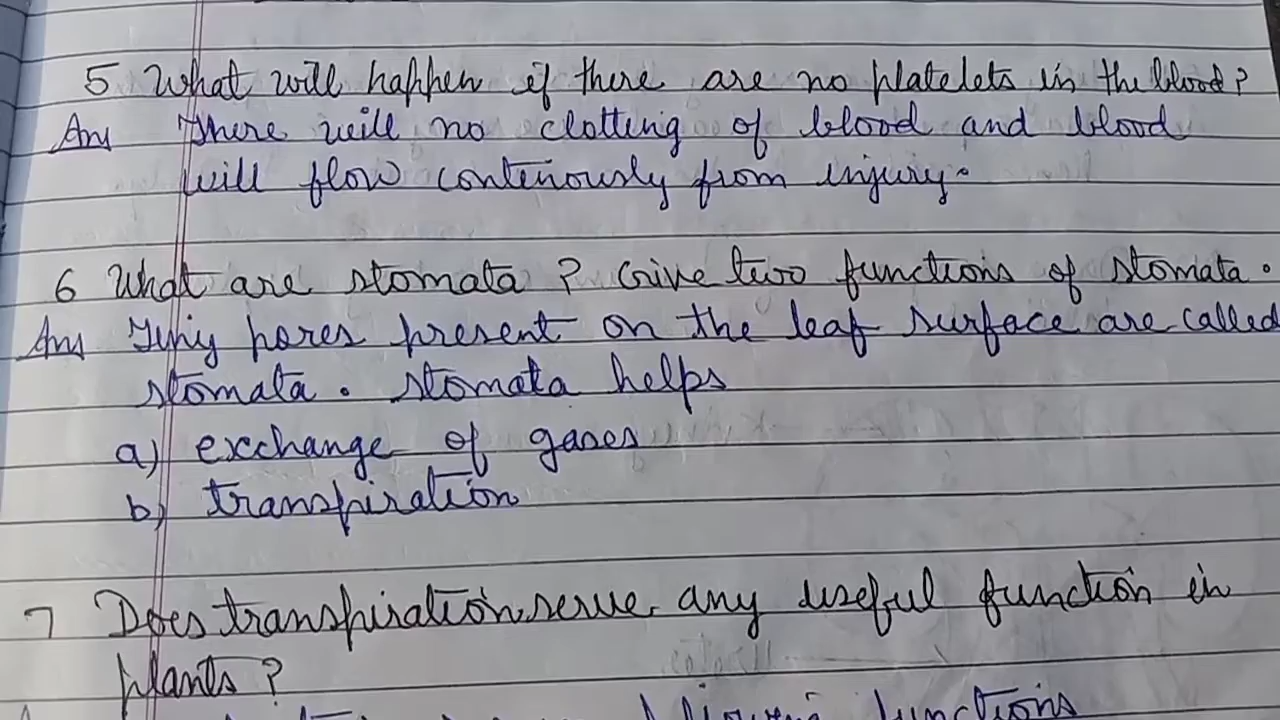 5 What will happen if there are no platelets in the blood?
Ans There will no clotting of blood and blood
will flow contenously from injury.
6 What are stomata? Give two functions of stomata.
Ans Tiny pores present on the leaf surface are called
stomata. stomata helps
a) exchange of gases
b) transpiration
7 Does transpiration serve any useful function in
plants?
functions